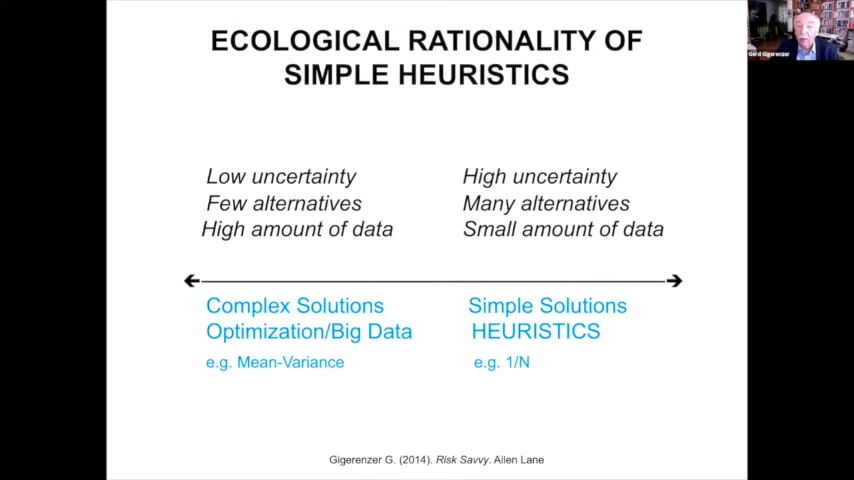 ECOLOGICAL RATIONALITY OF
SIMPLE HEURISTICS
Gerd Gigerenzer
Low uncertainty
Few alternatives
High amount of data
High uncertainty
Many alternatives
Small amount of data
Complex Solutions
Optimization/Big Data
e.g. Mean-Variance
Simple Solutions
HEURISTICS
e.g. 1/N
Gigerenzer G. (2014). Risk Savvy. Allen Lane